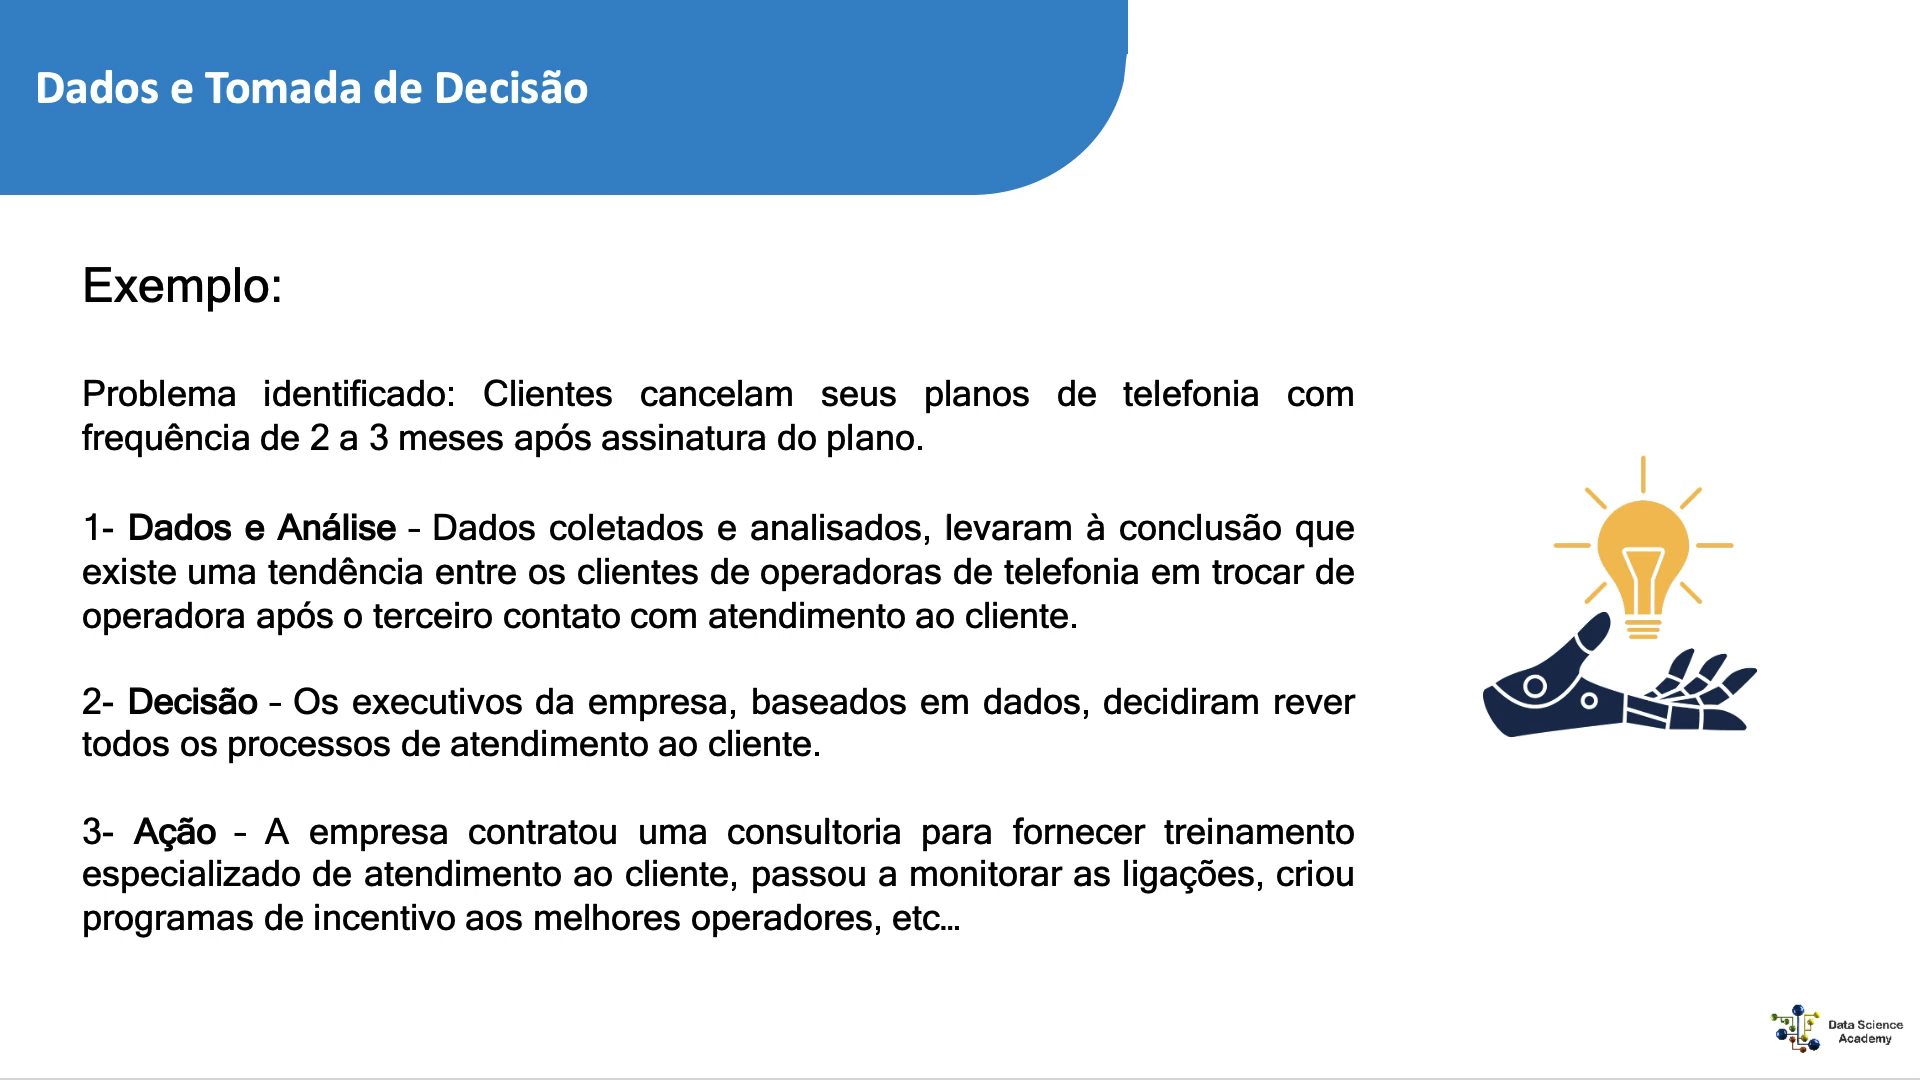 Dados e Tomada de Decisão
Exemplo:
Problema identificado: Clientes cancelam seus planos de telefonia com
frequência de 2 a 3 meses após assinatura do plano.
1- Dados e Análise – Dados coletados e analisados, levaram à conclusão que
existe uma tendência entre os clientes de operadoras de telefonia em trocar de
operadora após o terceiro contato com atendimento ao cliente.
2- Decisão – Os executivos da empresa, baseados em dados, decidiram rever
todos os processos de atendimento ao cliente.
3- Ação – A empresa contratou uma consultoria para fornecer treinamento
especializado de atendimento ao cliente, passou a monitorar as ligações, criou
programas de incentivo aos melhores operadores, etc…
Data Science
Academy